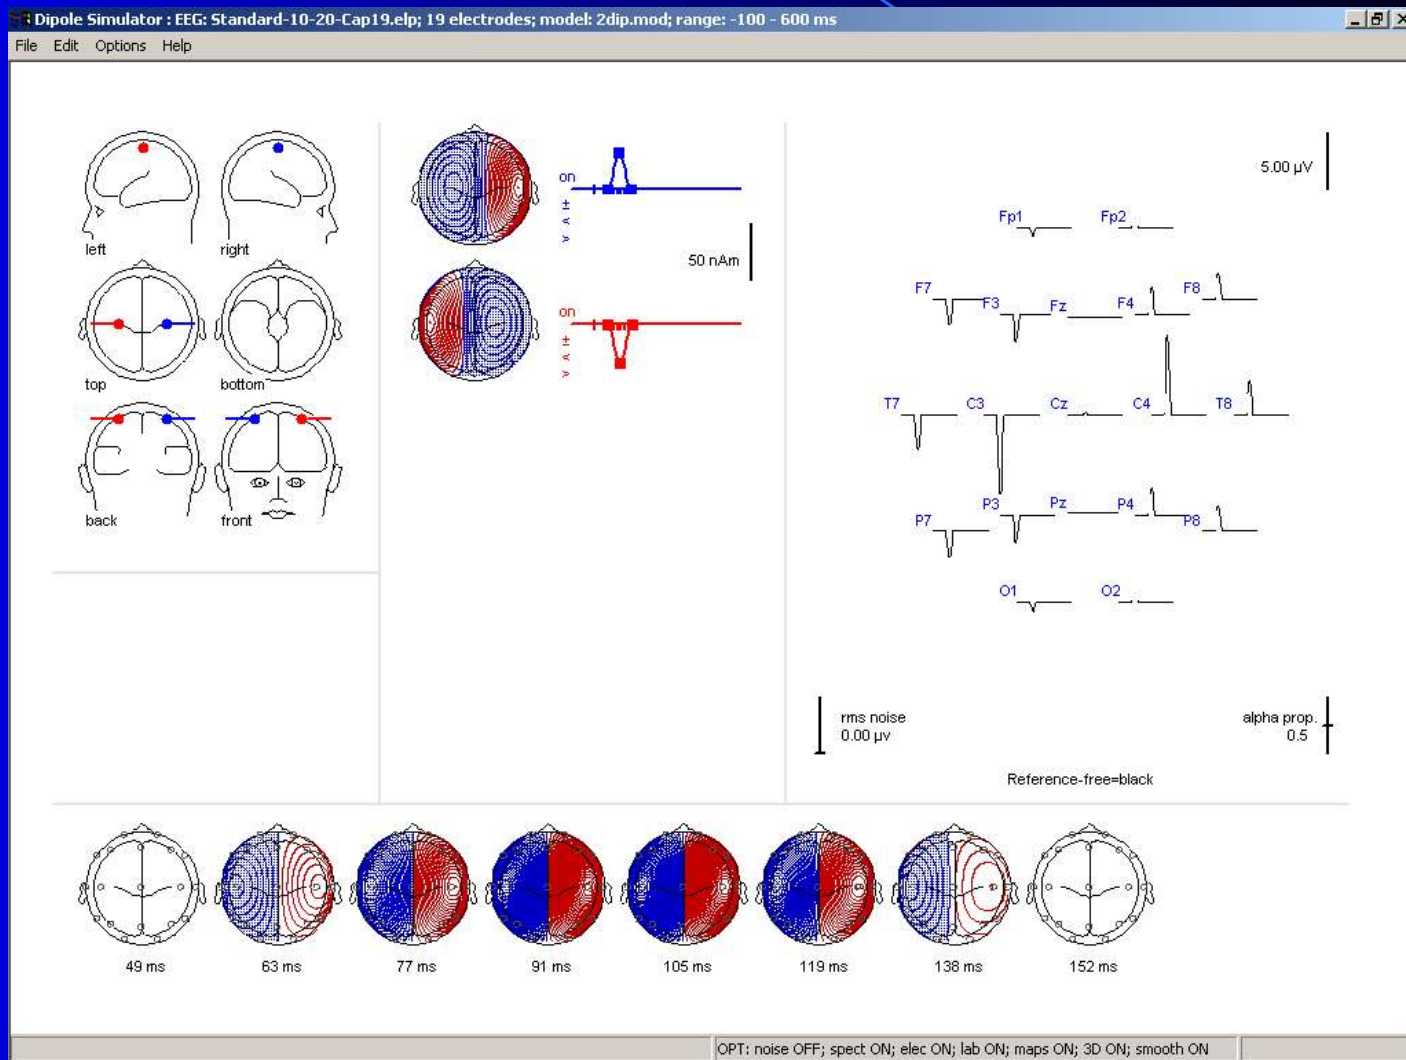 Dipole Simulator : EEG: Standard-10-20-Cap19.elp; 19 electrodes; model: 2dip.mod; range: -100 - 600 ms
File Edit Options Help
left right
top bottom
back front
on
± < >
50 nAm
on
± < >
5.00 µV
Fp1 Fp2
F7 F3 Fz F4 F8
T7 C3 Cz C4 T8
P7 P3 Pz P4 P8
O1 O2
rms noise
0.00 µv
alpha prop.
0.5
Reference-free=black
49 ms 63 ms 77 ms 91 ms 105 ms 119 ms 138 ms 152 ms
OPT: noise OFF; spect ON; elec ON; lab ON; maps ON; 3D ON; smooth ON